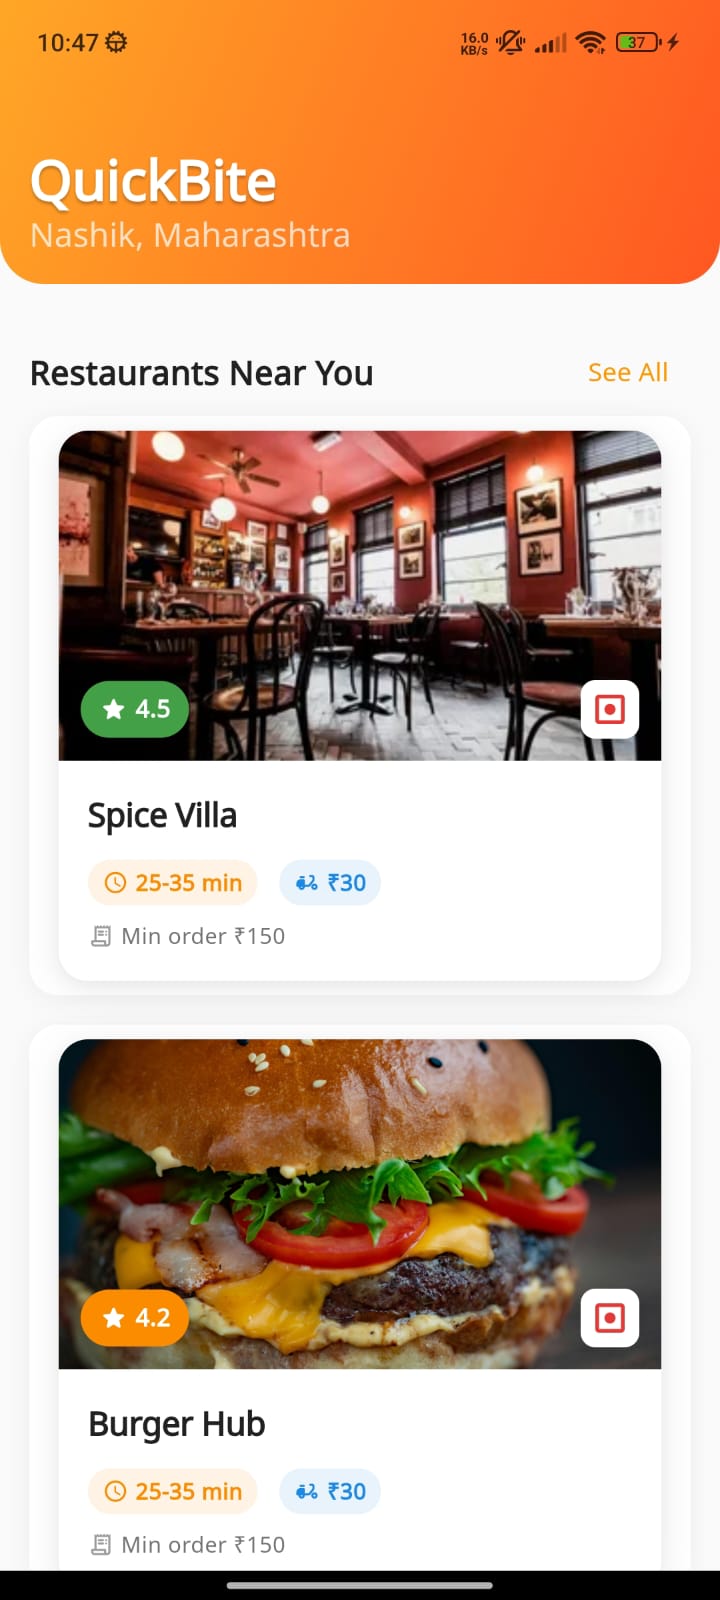 10:47
16.0
KB/s
37
QuickBite
Nashik, Maharashtra
Restaurants Near You
See All
4.5
Spice Villa
25-35 min
₹30
Min order ₹150
4.2
Burger Hub
25-35 min
₹30
Min order ₹150